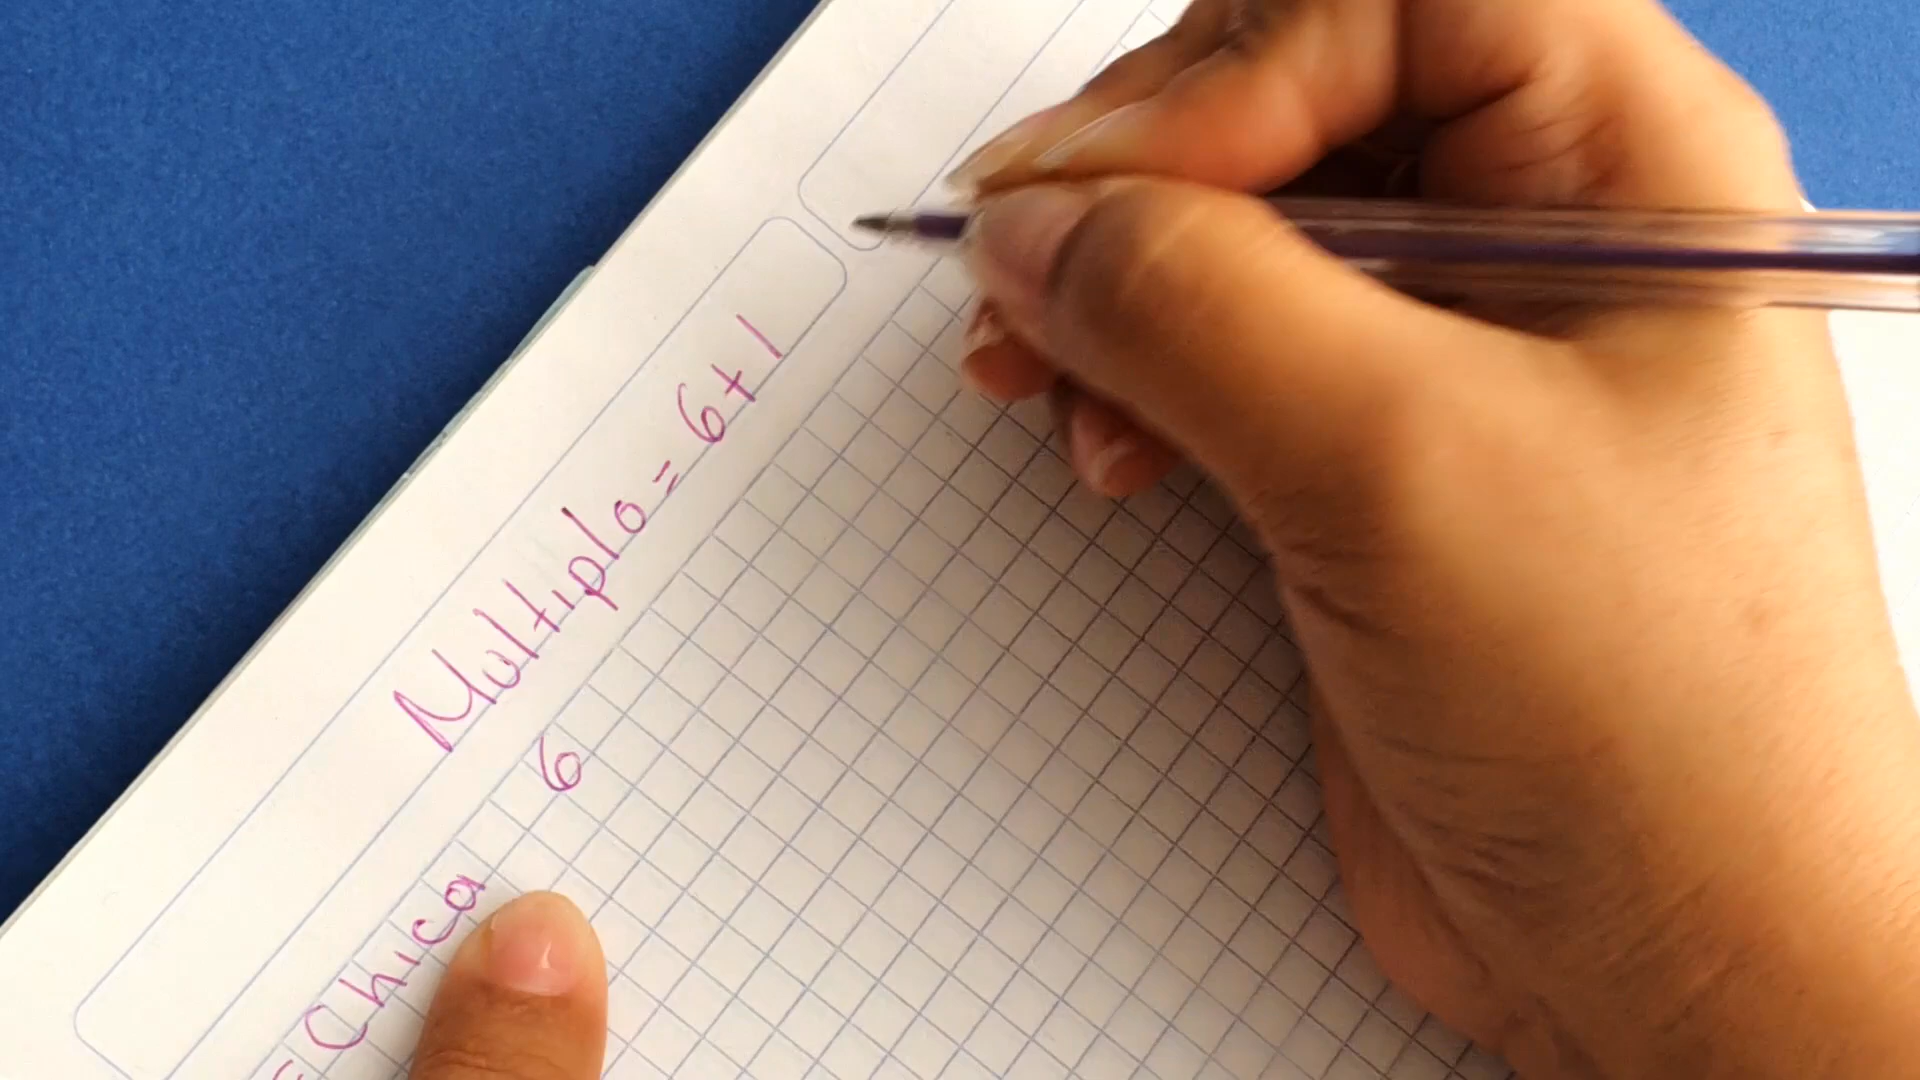 Multiplo = 6 + 1
Chica 6